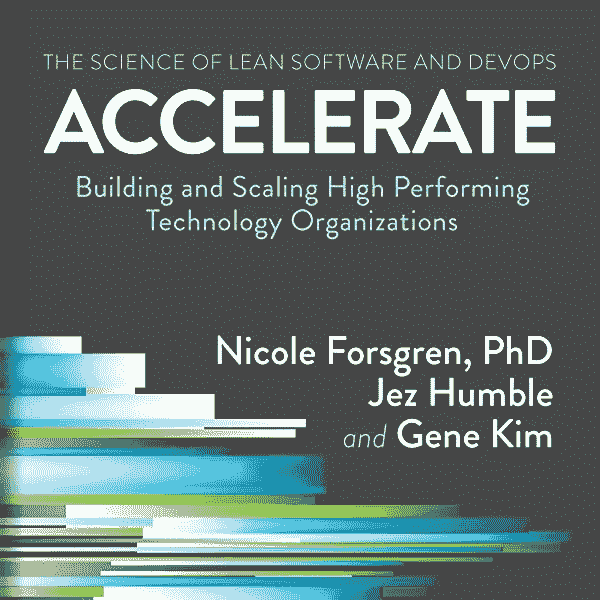 THE SCIENCE OF LEAN SOFTWARE AND DEVOPS
ACCELERATE
Building and Scaling High Performing
Technology Organizations
Nicole Forsgren, PhD
Jez Humble
and Gene Kim